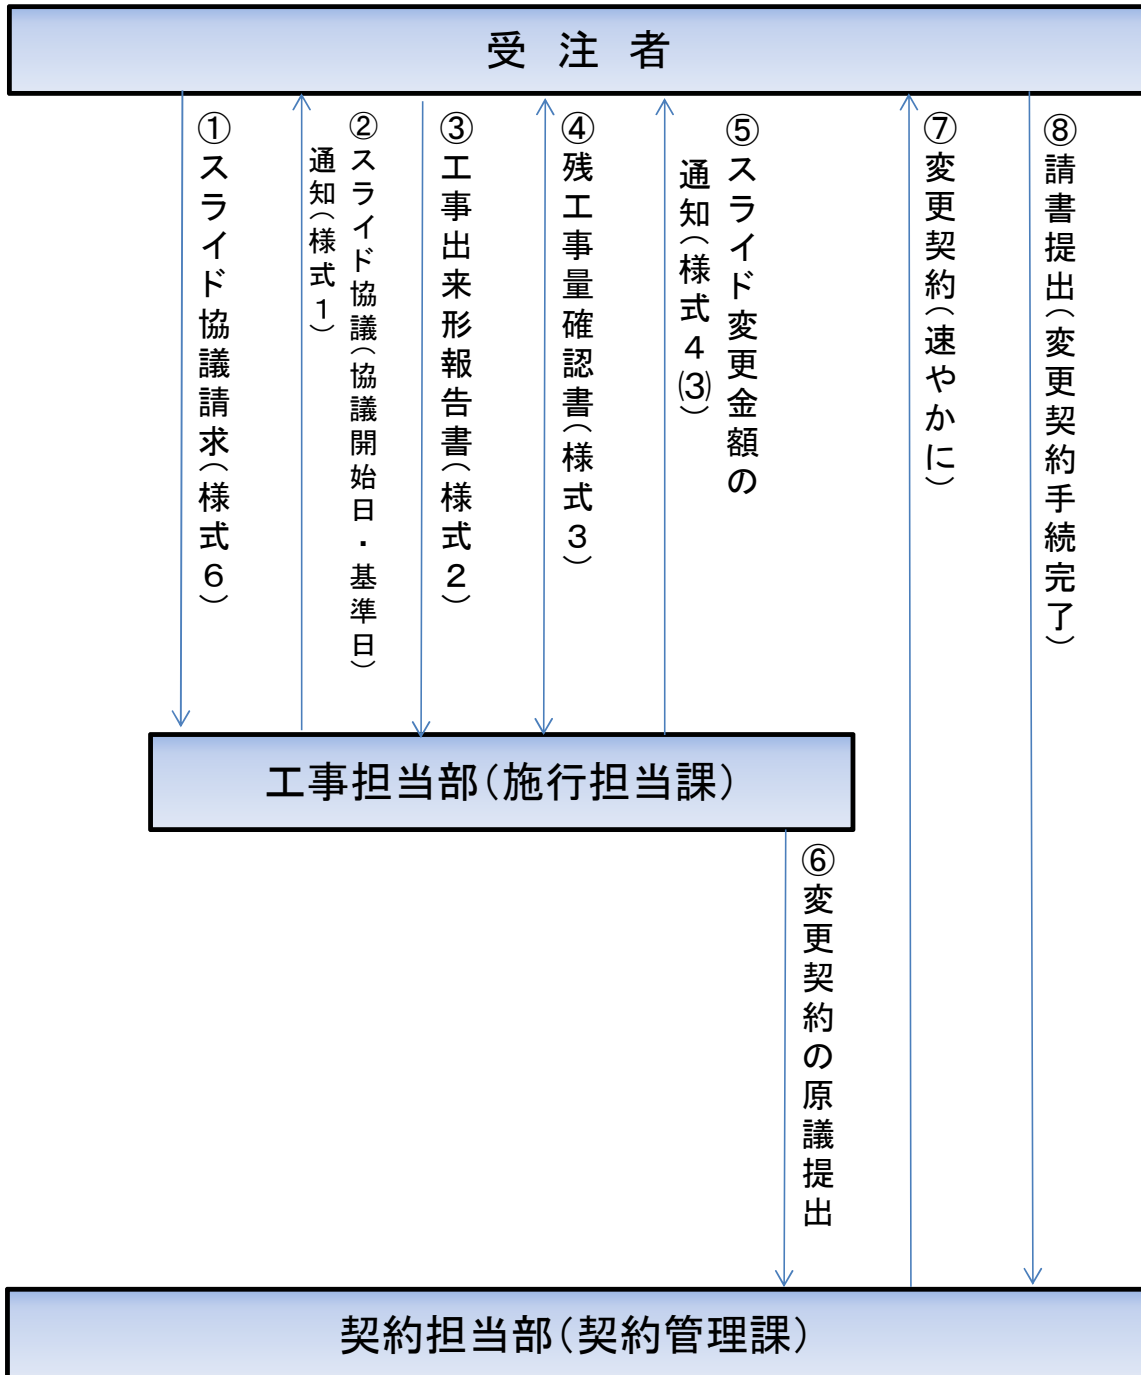 受 注 者
①スライド協議請求（様式６）
②スライド協議（協議開始日・基準日）
通知（様式１）
③工事出来形報告書（様式２）
④残工事量確認書（様式３）
⑤スライド変更金額の
通知（様式４(3)）
⑦変更契約（速やかに）
⑧請書提出（変更契約手続完了）
工事担当部（施行担当課）
⑥変更契約の原議提出
契約担当部（契約管理課）